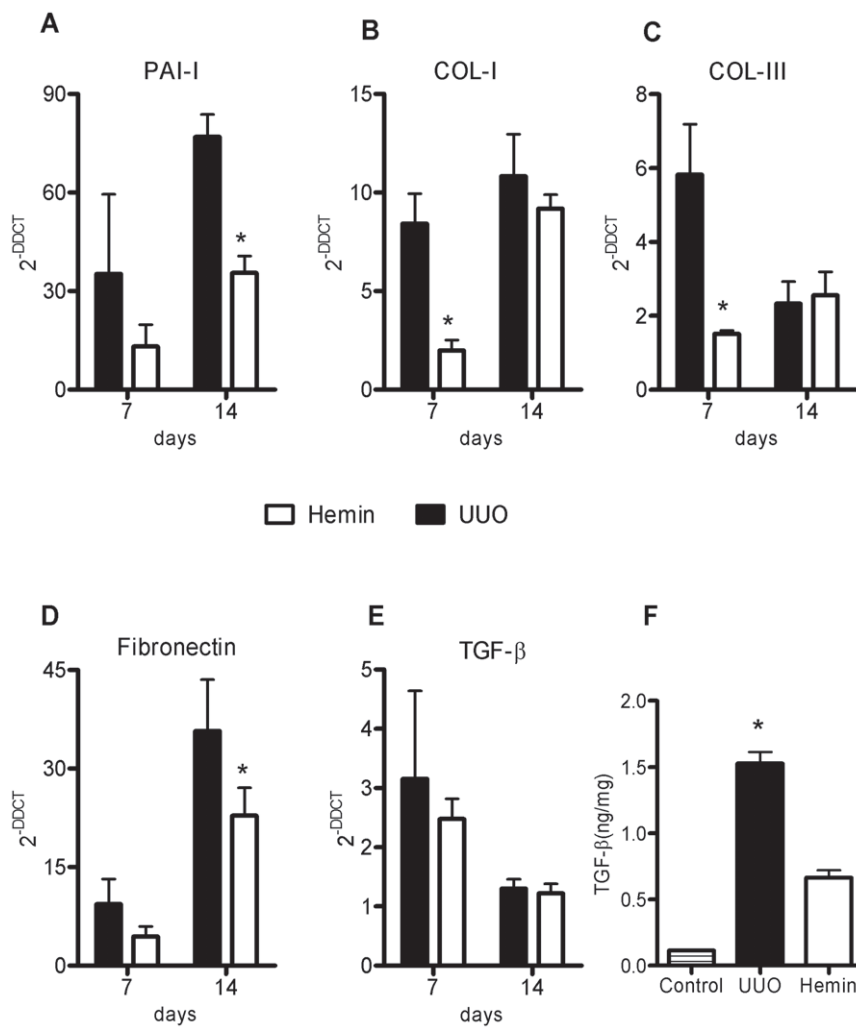 A
PAI-I
90
60
30
0
2-DDCT
*
7 14
days
B
COL-I
15
10
5
0
2-DDCT
*
7 14
days
C
COL-III
8
6
4
2
0
2-DDCT
*
7 14
days
Hemin UUO
D
Fibronectin
45
30
15
0
2-DDCT
*
7 14
days
E
TGF-β
5
4
3
2
1
0
2-DDCT
7 14
days
F
2.0
1.5
1.0
0.5
0.0
TGF-β(ng/mg)
*
Control UUO Hemin